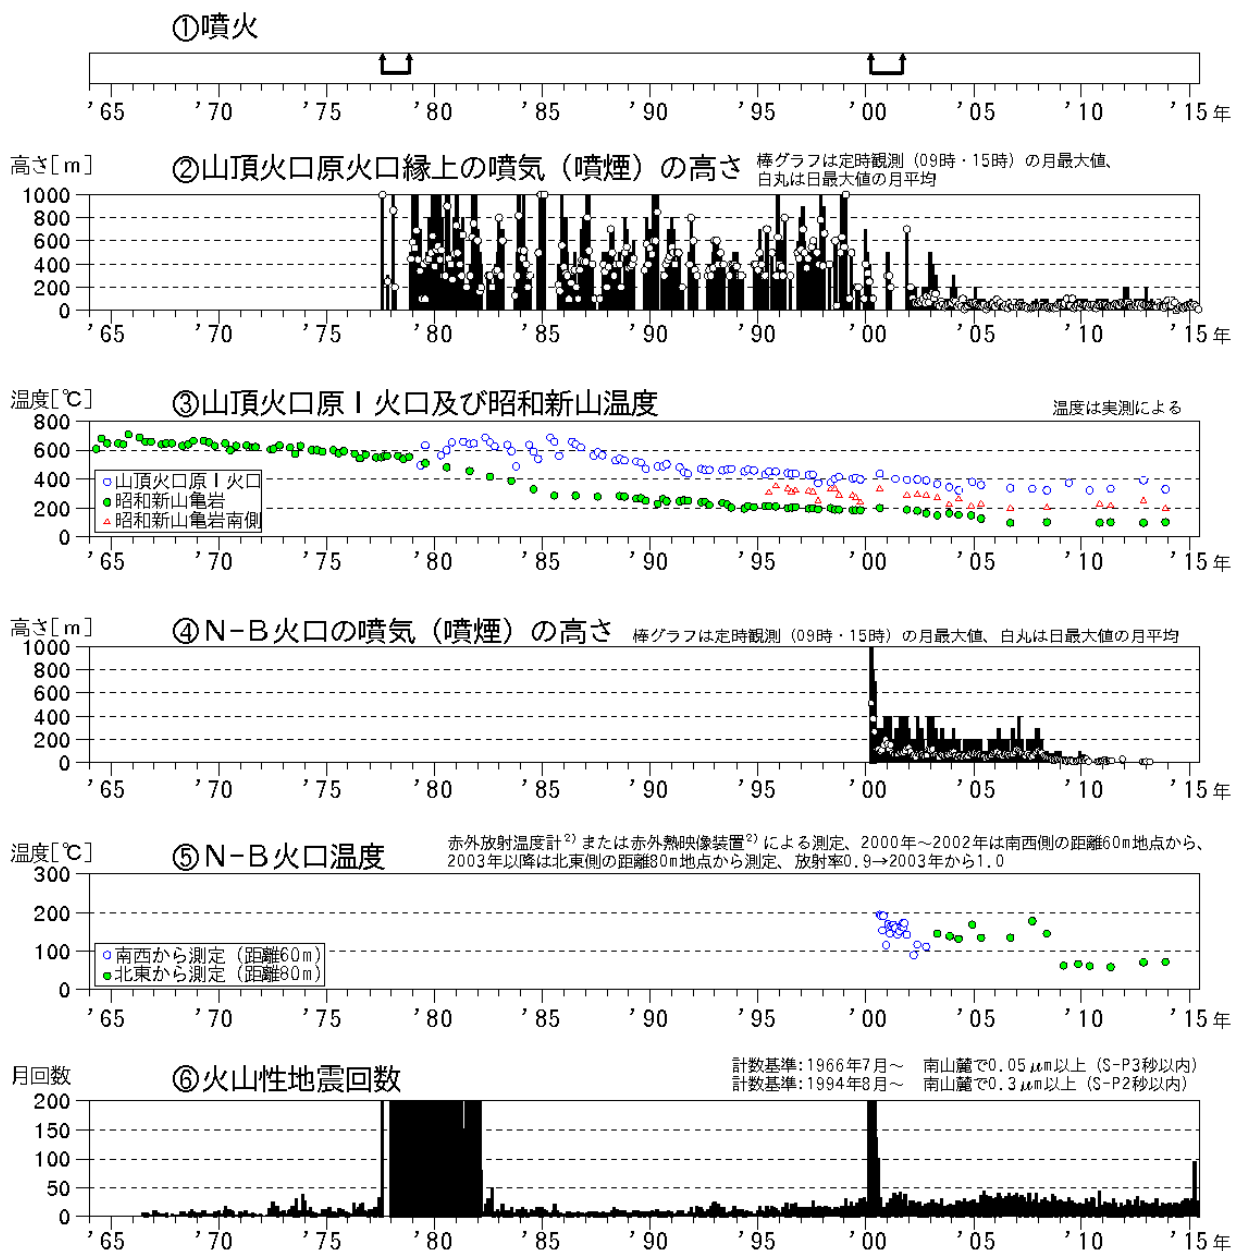 ①噴火
'65 '70 '75 '80 '85 '90 '95 '00 '05 '10 '15 年
高さ[m]
②山頂火口原火口縁上の噴気（噴煙）の高さ
棒グラフは定時観測（09時・15時）の月最大値、
白丸は日最大値の月平均
1000
800
600
400
200
0
'65 '70 '75 '80 '85 '90 '95 '00 '05 '10 '15 年
温度[℃]
③山頂火口原Ⅰ火口及び昭和新山温度
温度は実測による
800
600
400
200
0
山頂火口原Ⅰ火口
昭和新山亀岩
昭和新山亀岩南側
'65 '70 '75 '80 '85 '90 '95 '00 '05 '10 '15 年
高さ[m]
④N-B火口の噴気（噴煙）の高さ
棒グラフは定時観測（09時・15時）の月最大値、白丸は日最大値の月平均
1000
800
600
400
200
0
'65 '70 '75 '80 '85 '90 '95 '00 '05 '10 '15 年
温度[℃]
⑤N-B火口温度
赤外放射温度計2)または赤外熱映像装置2)による測定、2000年～2002年は南西側の距離60m地点から、
2003年以降は北東側の距離80m地点から測定、放射率0.9→2003年から1.0
300
200
100
0
南西から測定（距離60m）
北東から測定（距離80m）
'65 '70 '75 '80 '85 '90 '95 '00 '05 '10 '15 年
月回数
⑥火山性地震回数
計数基準:1966年7月～ 南山麓で0.05μm以上（S-P3秒以内）
計数基準:1994年8月～ 南山麓で0.3μm以上（S-P2秒以内）
200
150
100
50
0
'65 '70 '75 '80 '85 '90 '95 '00 '05 '10 '15 年